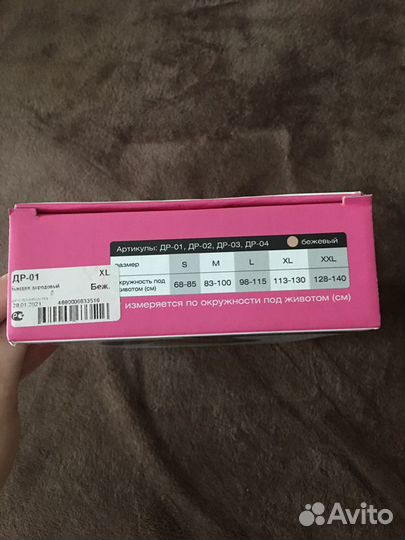 Артикулы: ДР-01, ДР-02, ДР-03, ДР-04 бежевый
размер S M L XL XXL
окружность под животом (см) 68-85 83-100 98-115 113-130 128-140
измеряется по окружности под животом (см)
ДР-01 XL
дородовый
Беж.
28.01.2021 4680006833516
Avito